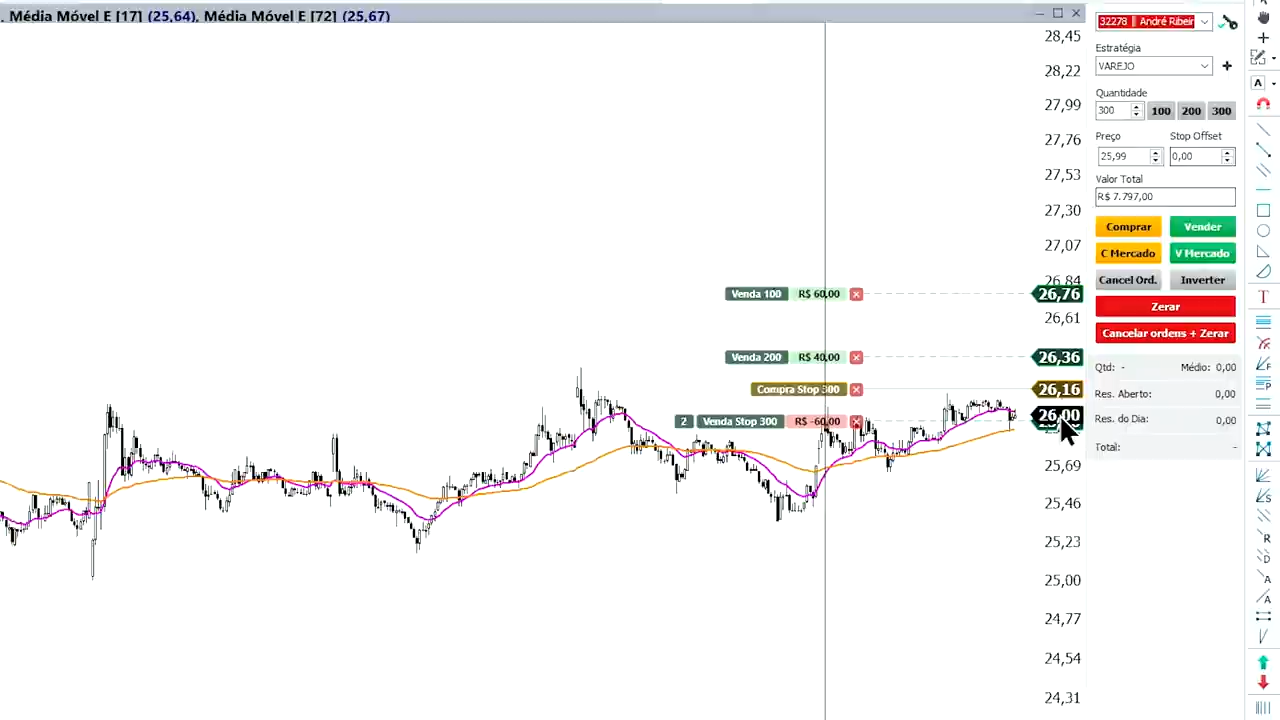 , Média Móvel E [17] (25,64), Média Móvel E [72] (25,67)
28,45
28,22
27,99
27,76
27,53
27,30
27,07
26,84
Venda 100 R$ 60,00 26,76
26,61
Venda 200 R$ 40,00 26,36
Compra Stop 300 26,16
26,00
2 Venda Stop 300 R$ -60,00
25,69
25,46
25,23
25,00
24,77
24,54
24,31
32278 | André Ribeir
Estratégia
VAREJO
Quantidade
300 100 200 300
Preço Stop Offset
25,99 0,00
Valor Total
R$ 7.797,00
Comprar Vender
C Mercado V Mercado
Cancel Ord. Inverter
Zerar
Cancelar ordens + Zerar
Qtd: - Médio: 0,00
Res. Aberto: 0,00
Res. do Dia: 0,00
Total: -
A
T
F
P
S
R
D
A
A